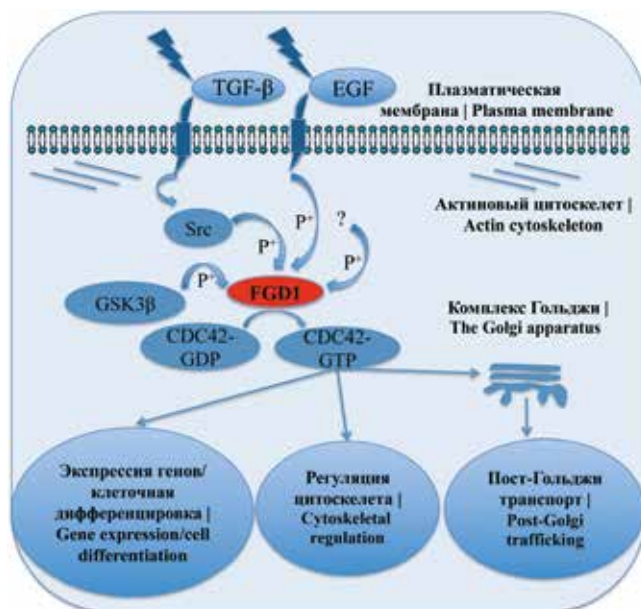 TGF-β
EGF
Плазматическая
мембрана | Plasma membrane
Актиновый цитоскелет |
Actin cytoskeleton
Src
P⁺
P⁺
?
P⁺
P⁺
GSK3β
FGD1
CDC42-
GDP
CDC42-
GTP
Комплекс Гольджи |
The Golgi apparatus
Экспрессия генов/
клеточная
дифференцировка |
Gene expression/cell
differentiation
Регуляция
цитоскелета |
Cytoskeletal
regulation
Пост-Гольджи
транспорт |
Post-Golgi
trafficking